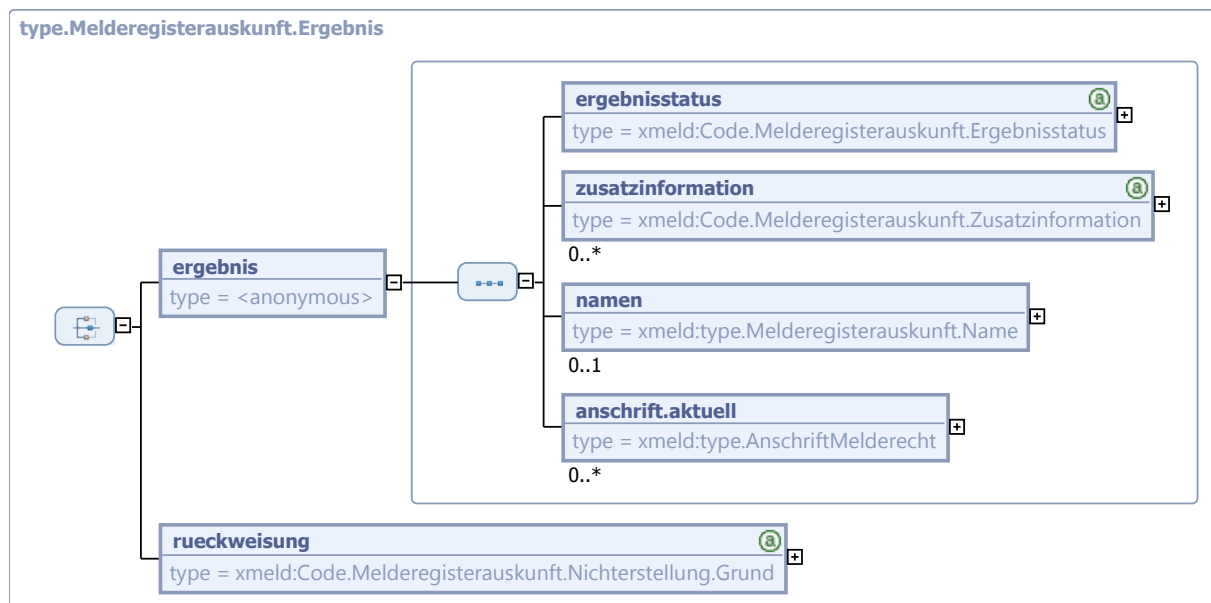 type.Melderegisterauskunft.Ergebnis
ergebnisstatus
a
type = xmeld:Code.Melderegisterauskunft.Ergebnisstatus
zusatzinformation
a
type = xmeld:Code.Melderegisterauskunft.Zusatzinformation
0..*
ergebnis
type = <anonymous>
namen
type = xmeld:type.Melderegisterauskunft.Name
0..1
anschrift.aktuell
type = xmeld:type.AnschriftMelderecht
0..*
rueckweisung
a
type = xmeld:Code.Melderegisterauskunft.Nichterstellung.Grund